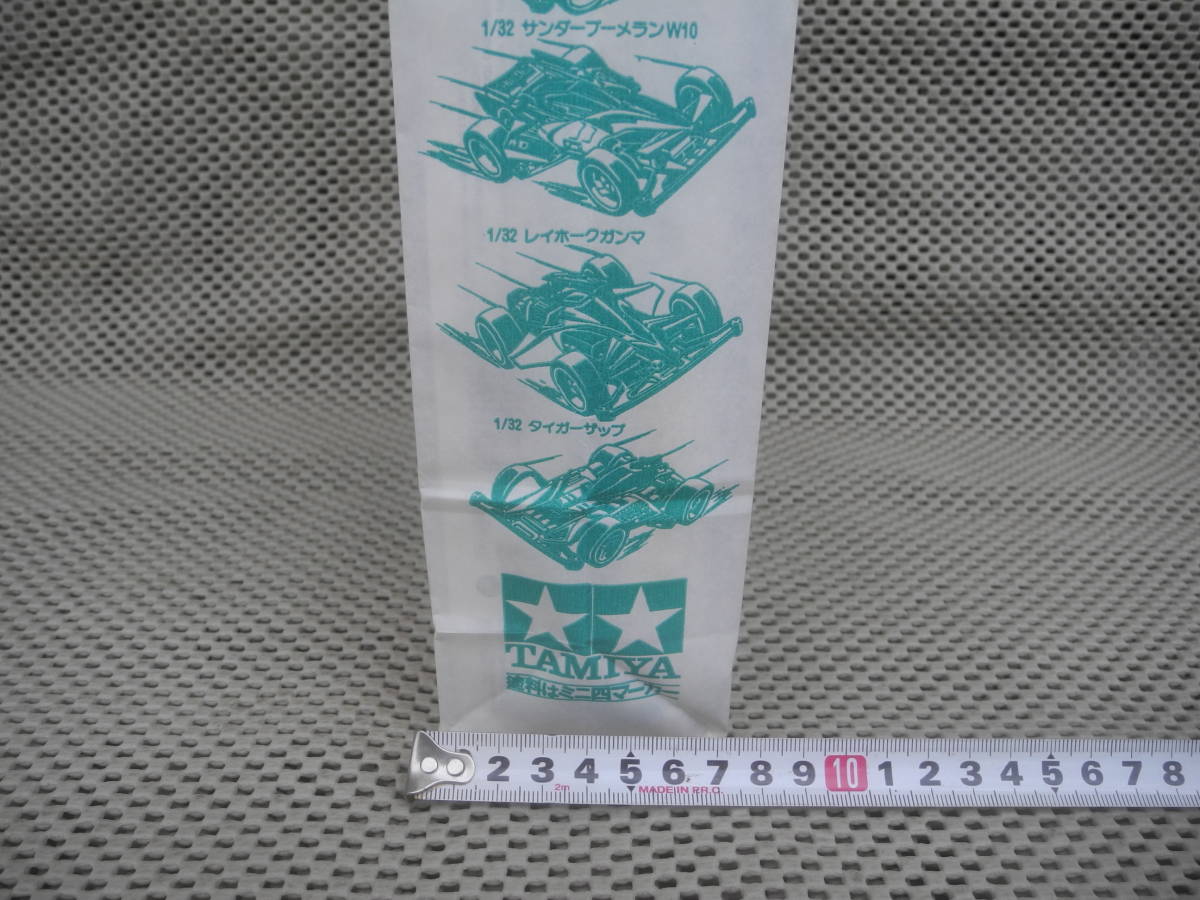 1/32 サンダーブーメランW10
1/32 レイホークガンマ
1/32 タイガーザップ
TAMIYA
塗料はミニ四マーカー
2 3 4 5 6 7 8 9 10 1 2 3 4 5 6 7 8
2m MADE IN P.R.C.